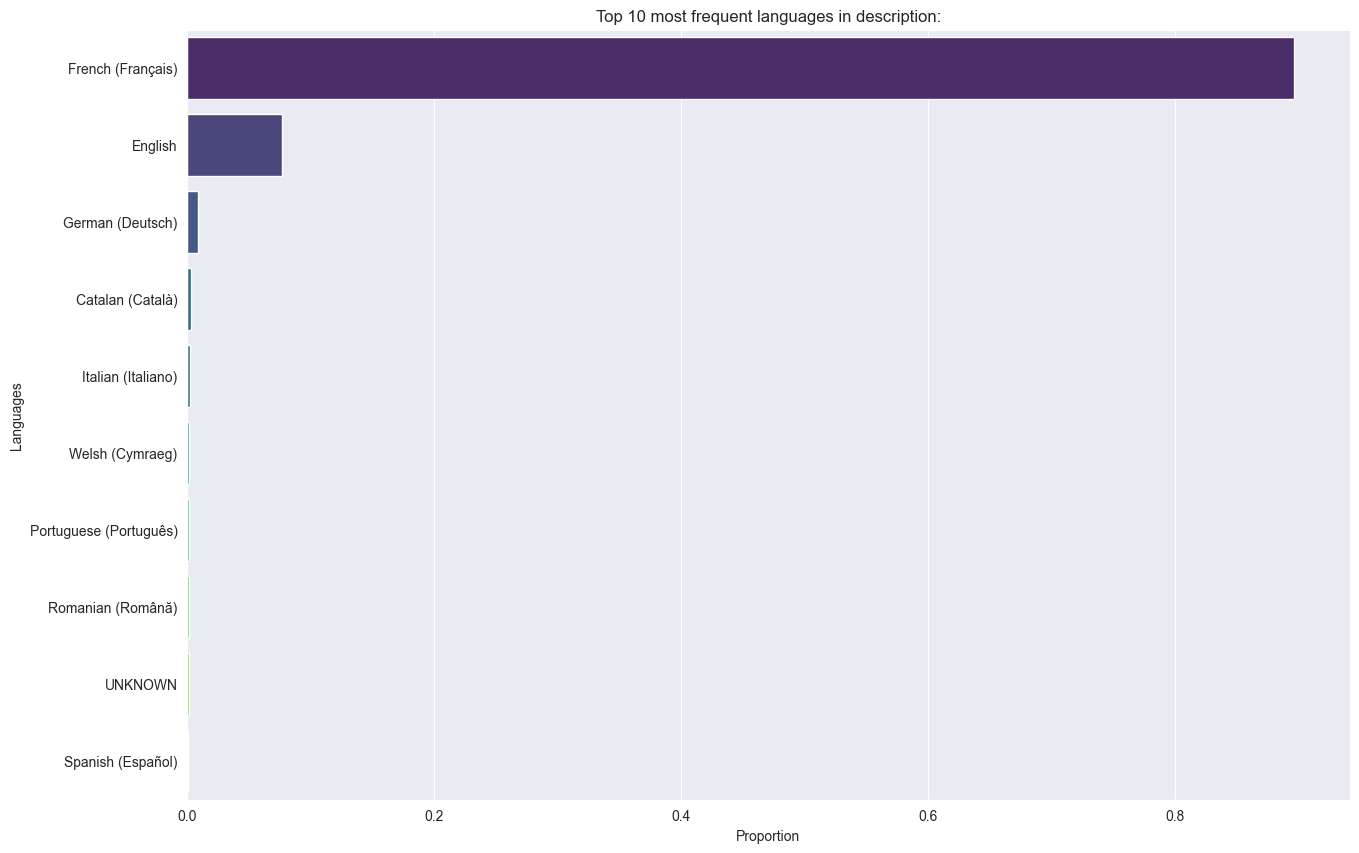 Top 10 most frequent languages in description:
French (Français)
English
German (Deutsch)
Catalan (Català)
Italian (Italiano)
Welsh (Cymraeg)
Portuguese (Português)
Romanian (Română)
UNKNOWN
Spanish (Español)
Languages
0.0 0.2 0.4 0.6 0.8
Proportion